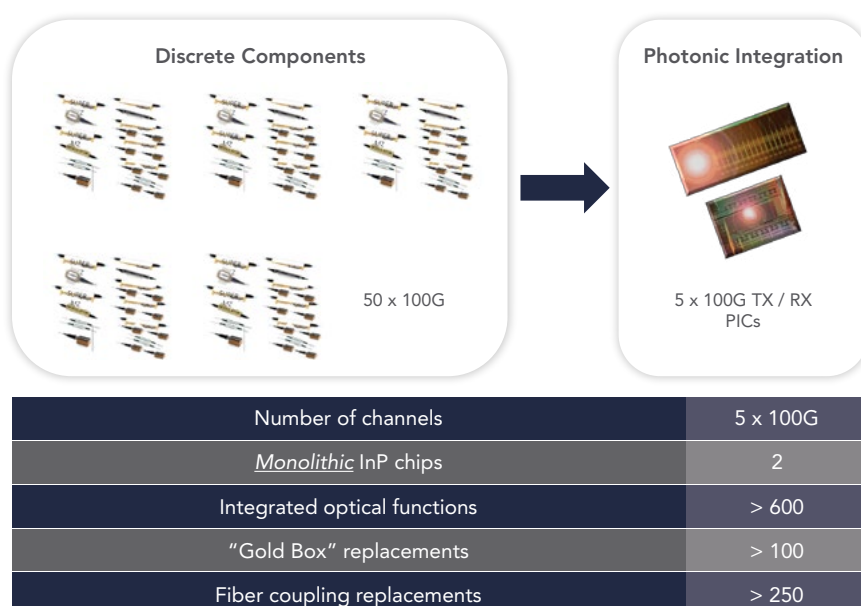 Discrete Components
Photonic Integration
50 x 100G
5 x 100G TX / RX
PICs
Number of channels 5 x 100G
Monolithic InP chips 2
Integrated optical functions > 600
“Gold Box” replacements > 100
Fiber coupling replacements > 250